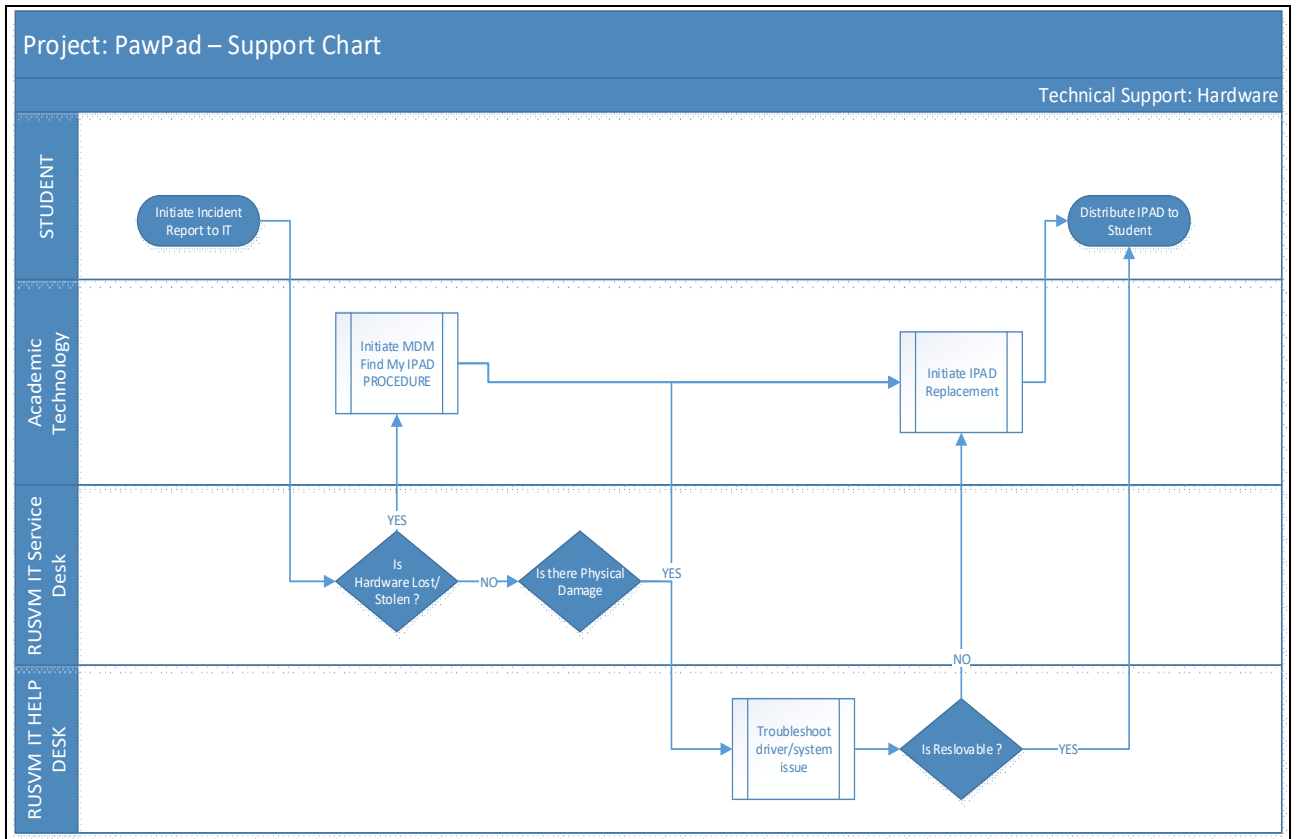 Project: PawPad – Support Chart
Technical Support: Hardware
STUDENT
Initiate Incident
Report to IT
Distribute IPAD to
Student
Academic
Technology
Initiate MDM
Find My IPAD
PROCEDURE
Initiate IPAD
Replacement
RUSVM IT Service
Desk
YES
Is
Hardware Lost/
Stolen ?
NO
Is there Physical
Damage
YES
NO
RUSVM IT HELP
DESK
Troubleshoot
driver/system
issue
Is Reslovable ?
YES